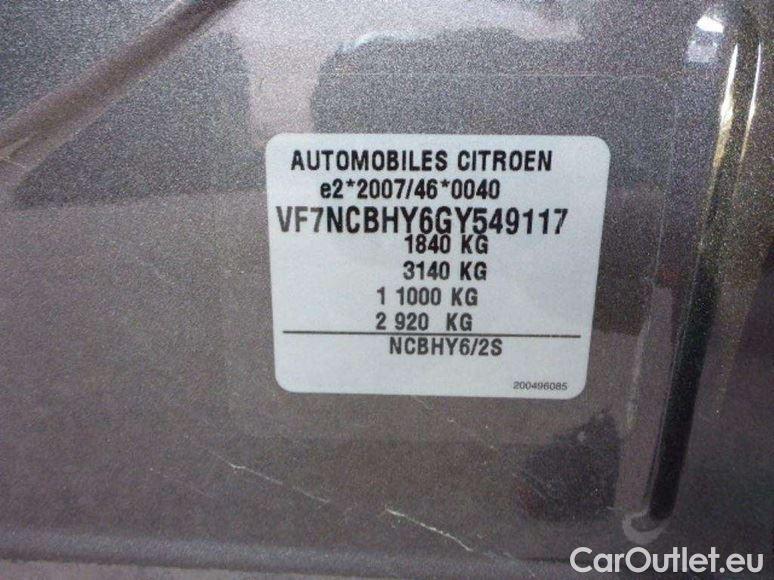 AUTOMOBILES CITROEN
e2*2007/46*0040
VF7NCBHY6GY549117
1840 KG
3140 KG
1 1000 KG
2 920 KG
NCBHY6/2S
200496085
CarOutlet.eu